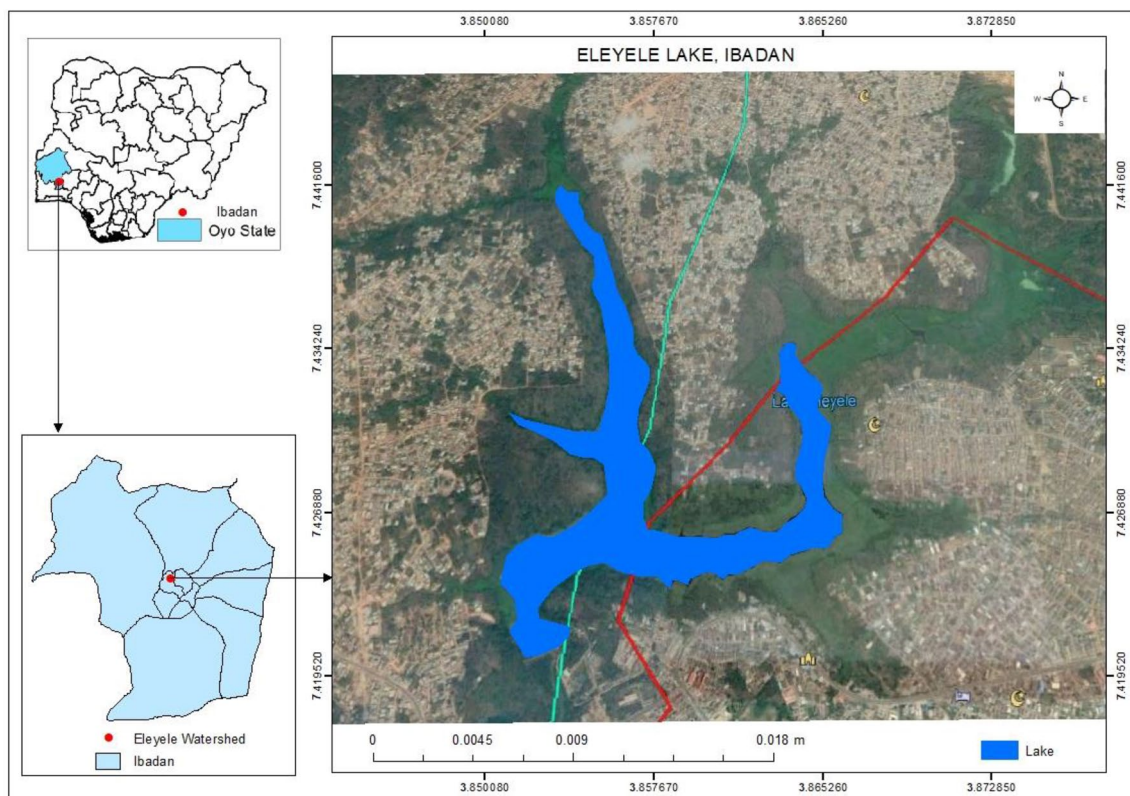 3.850080 3.857670 3.865260 3.872850
ELEYELE LAKE, IBADAN
N
W E
S
Ibadan
Oyo State
7.441600 7.441600
7.434240 7.434240
7.426880 7.426880
7.419520 7.419520
Eleyele Watershed
Ibadan
0 0.0045 0.009 0.018 m
Lake
3.850080 3.857670 3.865260 3.872850